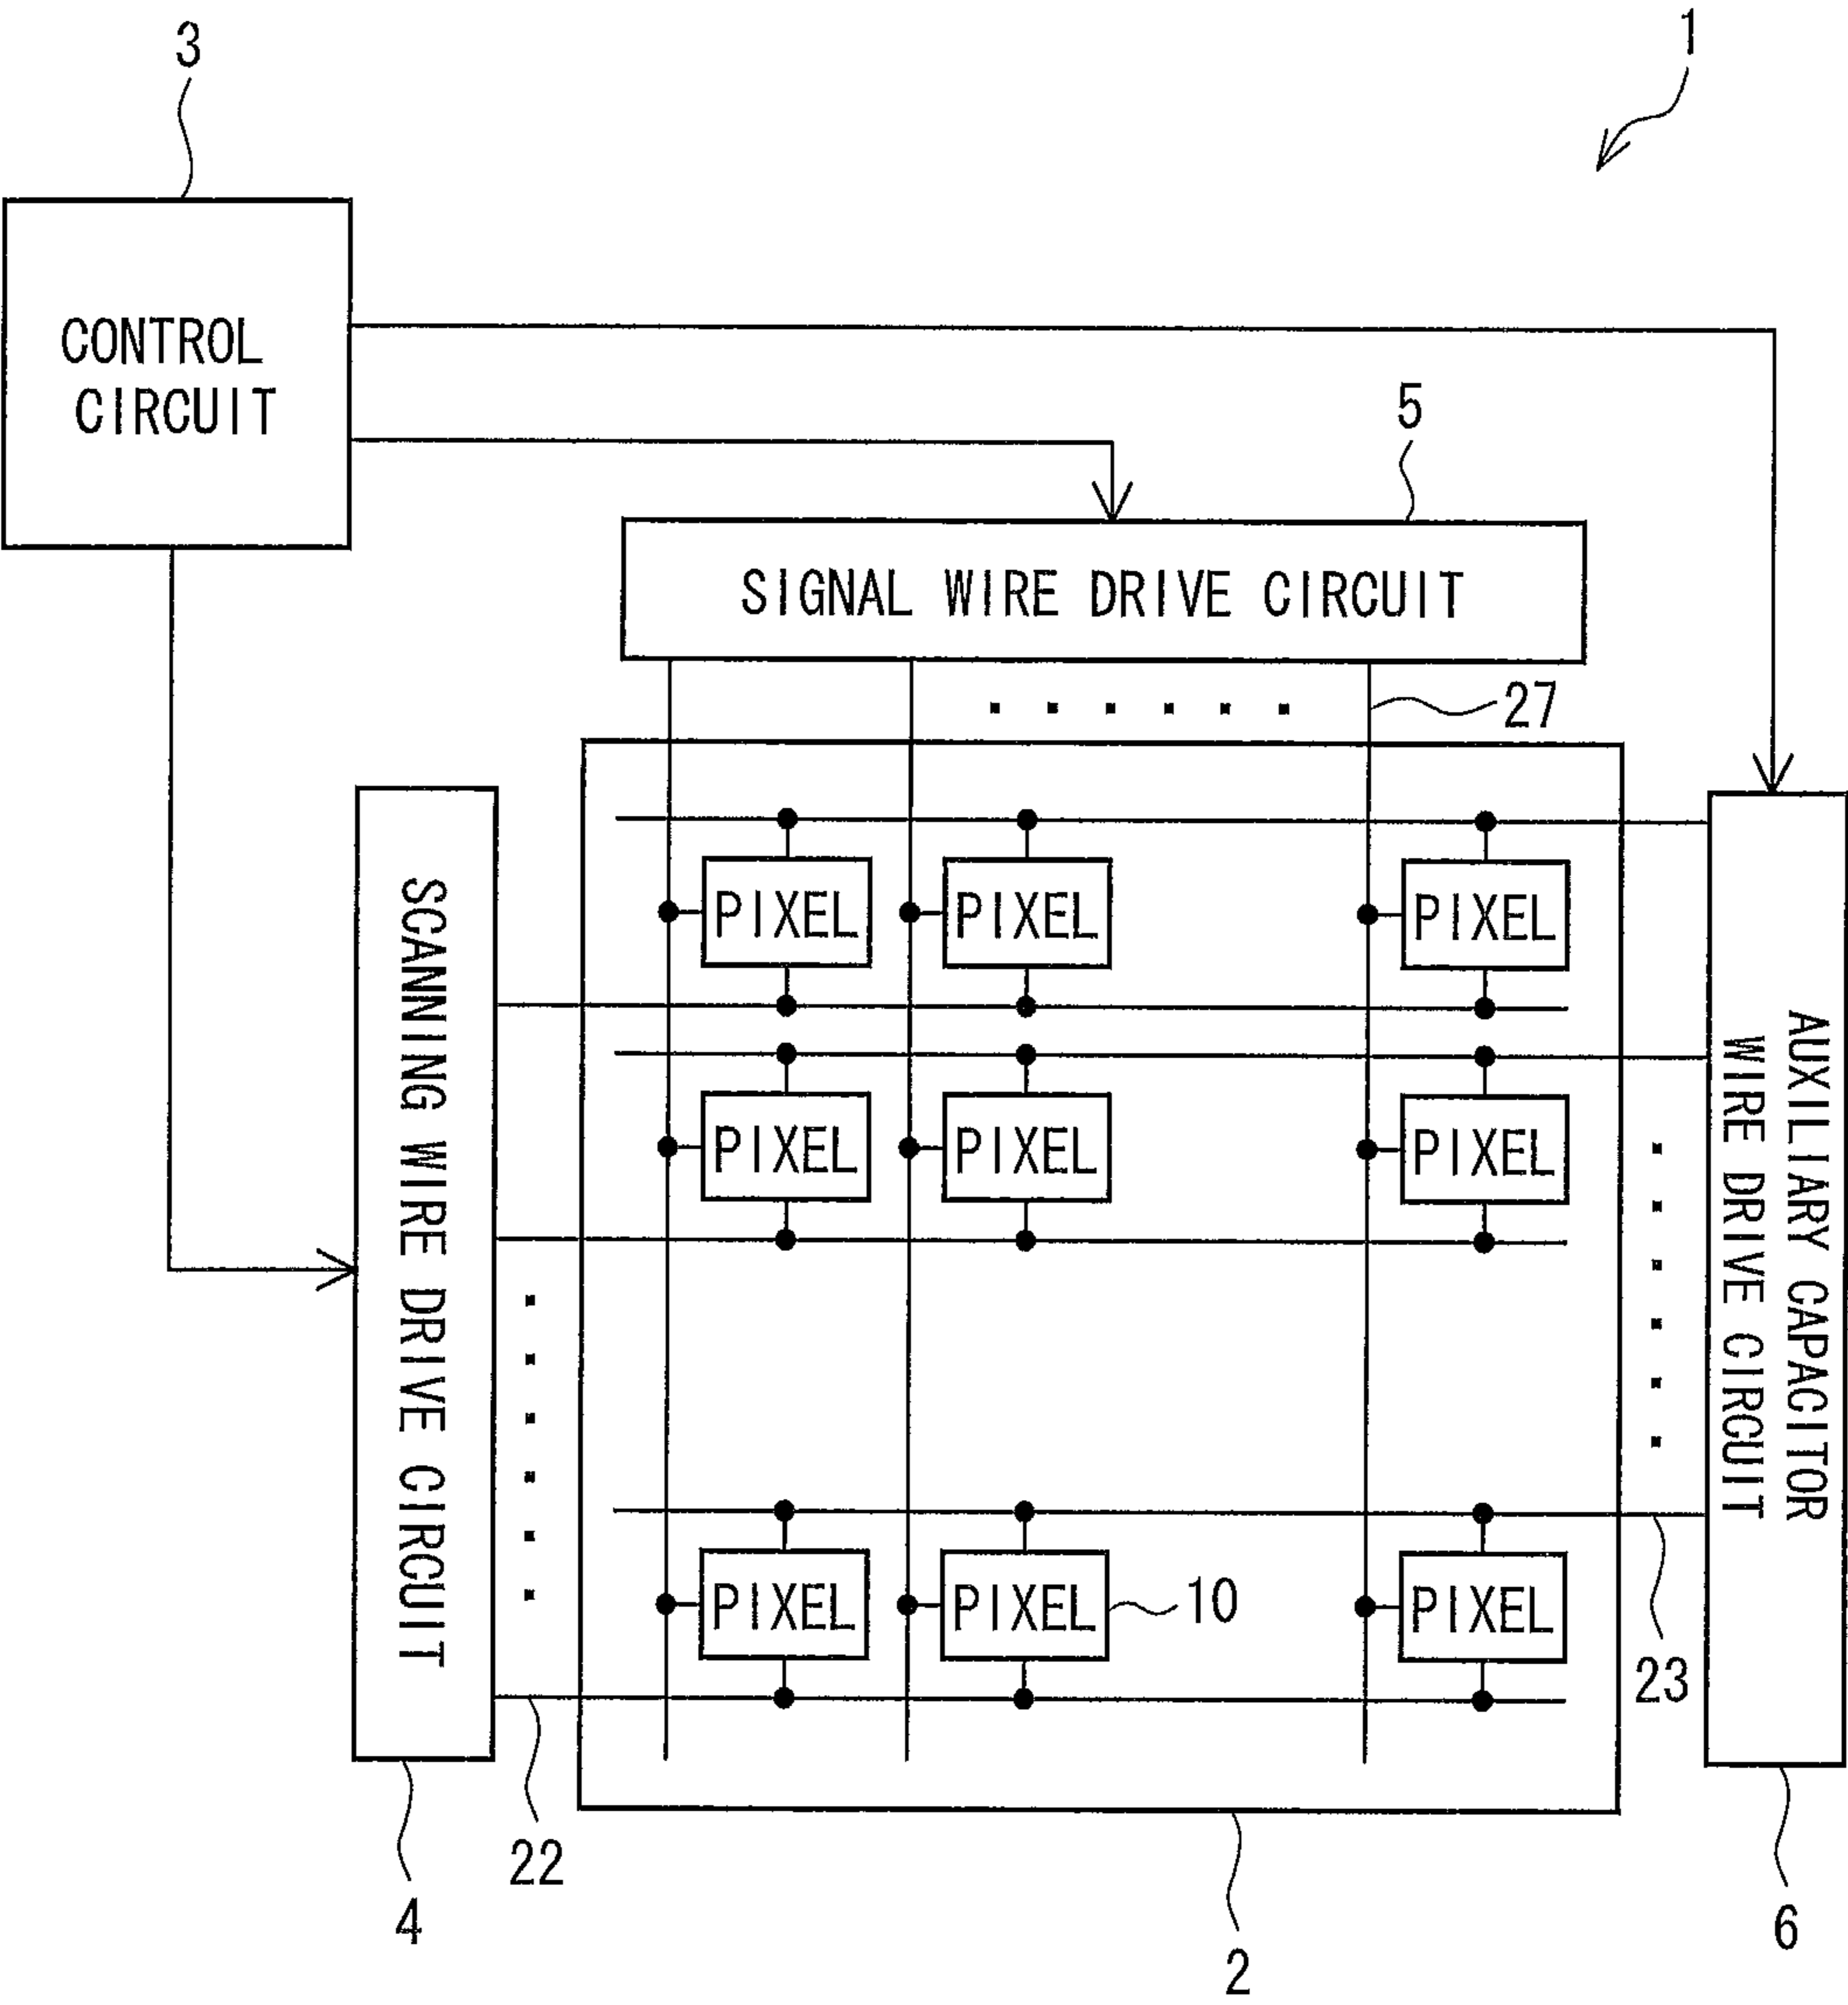 1
3
CONTROL
CIRCUIT
5
SIGNAL WIRE DRIVE CIRCUIT
27
SCANNING WIRE DRIVE CIRCUIT
PIXEL PIXEL PIXEL
PIXEL PIXEL PIXEL
PIXEL PIXEL 10 PIXEL
AUXILIARY CAPACITOR
WIRE DRIVE CIRCUIT
23
22
4
2
6